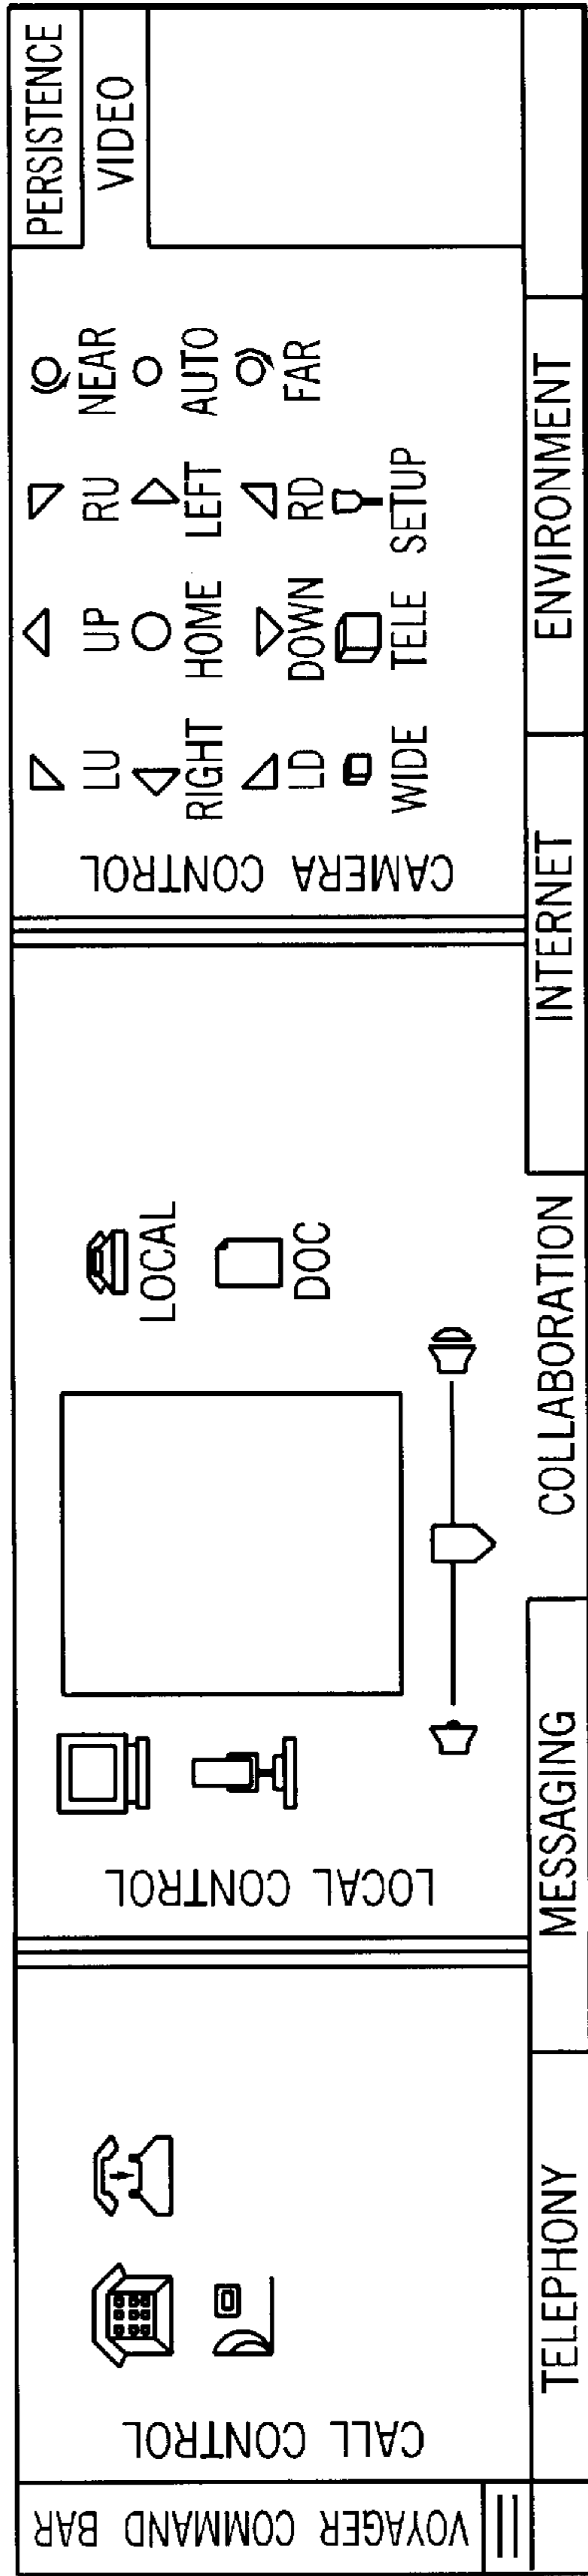 VOYAGER COMMAND BAR
CALL CONTROL
LOCAL CONTROL
LOCAL
DOC
CAMERA CONTROL
LU UP RU NEAR
RIGHT HOME LEFT AUTO
LD DOWN RD FAR
WIDE TELE SETUP
PERSISTENCE
VIDEO
TELEPHONY MESSAGING COLLABORATION INTERNET ENVIRONMENT